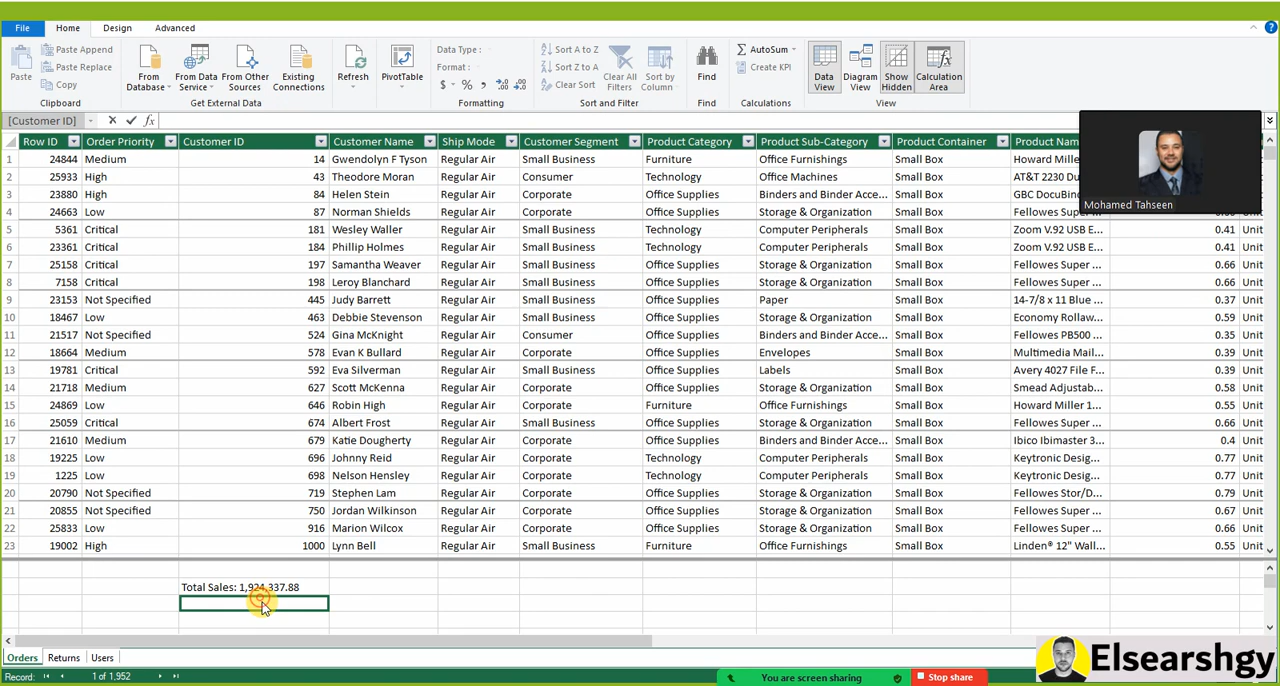 File Home Design Advanced
Paste Paste Append Paste Replace Copy Clipboard
From Database From Data Service From Other Sources Existing Connections Get External Data
Refresh PivotTable
Data Type : Format : $ % , Formatting
Sort A to Z Sort Z to A Clear Sort Clear All Filters Sort by Column Sort and Filter
Find Find
AutoSum Create KPI Calculations
Data View Diagram View Show Hidden Calculation Area View
[Customer ID] fx
Row ID Order Priority Customer ID Customer Name Ship Mode Customer Segment Product Category Product Sub-Category Product Container Product Nam
1 24844 Medium 14 Gwendolyn F Tyson Regular Air Small Business Furniture Office Furnishings Small Box Howard Mille
2 25933 High 43 Theodore Moran Regular Air Consumer Technology Office Machines Small Box AT&T 2230 Du
3 23880 High 84 Helen Stein Regular Air Small Business Office Supplies Binders and Binder Acce... Small Box GBC DocuBind
4 24663 Low 87 Norman Shields Regular Air Corporate Office Supplies Storage & Organization Small Box Fellowes Supe
5 5361 Critical 181 Wesley Waller Regular Air Small Business Technology Computer Peripherals Small Box Zoom V.92 USB E... 0.41 Unit
6 23361 Low 184 Phillip Holmes Regular Air Small Business Technology Computer Peripherals Small Box Zoom V.92 USB E... 0.41 Unit
7 25158 Critical 197 Samantha Weaver Regular Air Small Business Office Supplies Storage & Organization Small Box Fellowes Super ... 0.66 Unit
8 7158 Critical 198 Leroy Blanchard Regular Air Small Business Office Supplies Storage & Organization Small Box Fellowes Super ... 0.66 Unit
9 23153 Not Specified 445 Judy Barrett Regular Air Small Business Office Supplies Paper Small Box 14-7/8 x 11 Blue ... 0.37 Unit
10 18467 Low 463 Debbie Stevenson Regular Air Corporate Office Supplies Storage & Organization Small Box Economy Rollaw... 0.59 Unit
11 21517 Not Specified 524 Gina McKnight Regular Air Consumer Office Supplies Binders and Binder Acce... Small Box Fellowes PB500 ... 0.35 Unit
12 18664 Medium 578 Evan K Bullard Regular Air Corporate Office Supplies Envelopes Small Box Multimedia Mail... 0.39 Unit
13 19781 Critical 592 Eva Silverman Regular Air Corporate Office Supplies Labels Small Box Avery 4027 File F... 0.39 Unit
14 21718 Medium 627 Scott McKenna Regular Air Corporate Office Supplies Storage & Organization Small Box Smead Adjustab... 0.58 Unit
15 24869 Low 646 Robin High Regular Air Corporate Furniture Office Furnishings Small Box Howard Miller 1... 0.55 Unit
16 25059 Critical 674 Albert Frost Regular Air Corporate Office Supplies Storage & Organization Small Box Fellowes Super ... 0.66 Unit
17 21610 Medium 679 Katie Dougherty Regular Air Corporate Office Supplies Binders and Binder Acce... Small Box Ibico Ibimaster 3... 0.4 Unit
18 19225 Low 696 Johnny Reid Regular Air Corporate Technology Computer Peripherals Small Box Keytronic Desig... 0.77 Unit
19 1225 Low 698 Nelson Hensley Regular Air Corporate Technology Computer Peripherals Small Box Keytronic Desig... 0.77 Unit
20 20790 Not Specified 719 Stephen Lam Regular Air Corporate Office Supplies Storage & Organization Small Box Fellowes Stor/D... 0.79 Unit
21 20855 Not Specified 750 Jordan Wilkinson Regular Air Corporate Office Supplies Storage & Organization Small Box Fellowes Super ... 0.67 Unit
22 25833 Low 916 Marion Wilcox Regular Air Corporate Office Supplies Storage & Organization Small Box Fellowes Super ... 0.66 Unit
23 19002 High 1000 Lynn Bell Regular Air Small Business Furniture Office Furnishings Small Box Linden® 12" Wall... 0.55 Unit
Mohamed Tahseen
Total Sales: 1,924,337.88
Orders Returns Users
Record: 1 of 1,952
You are screen sharing Stop share
Elsearshgy